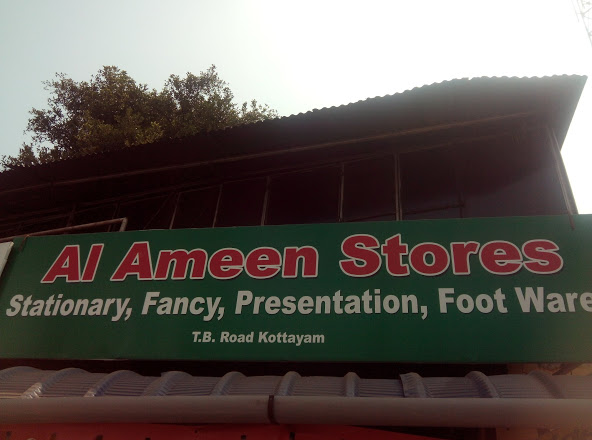 Al Ameen Stores
Stationary, Fancy, Presentation, Foot Ware
T.B. Road Kottayam